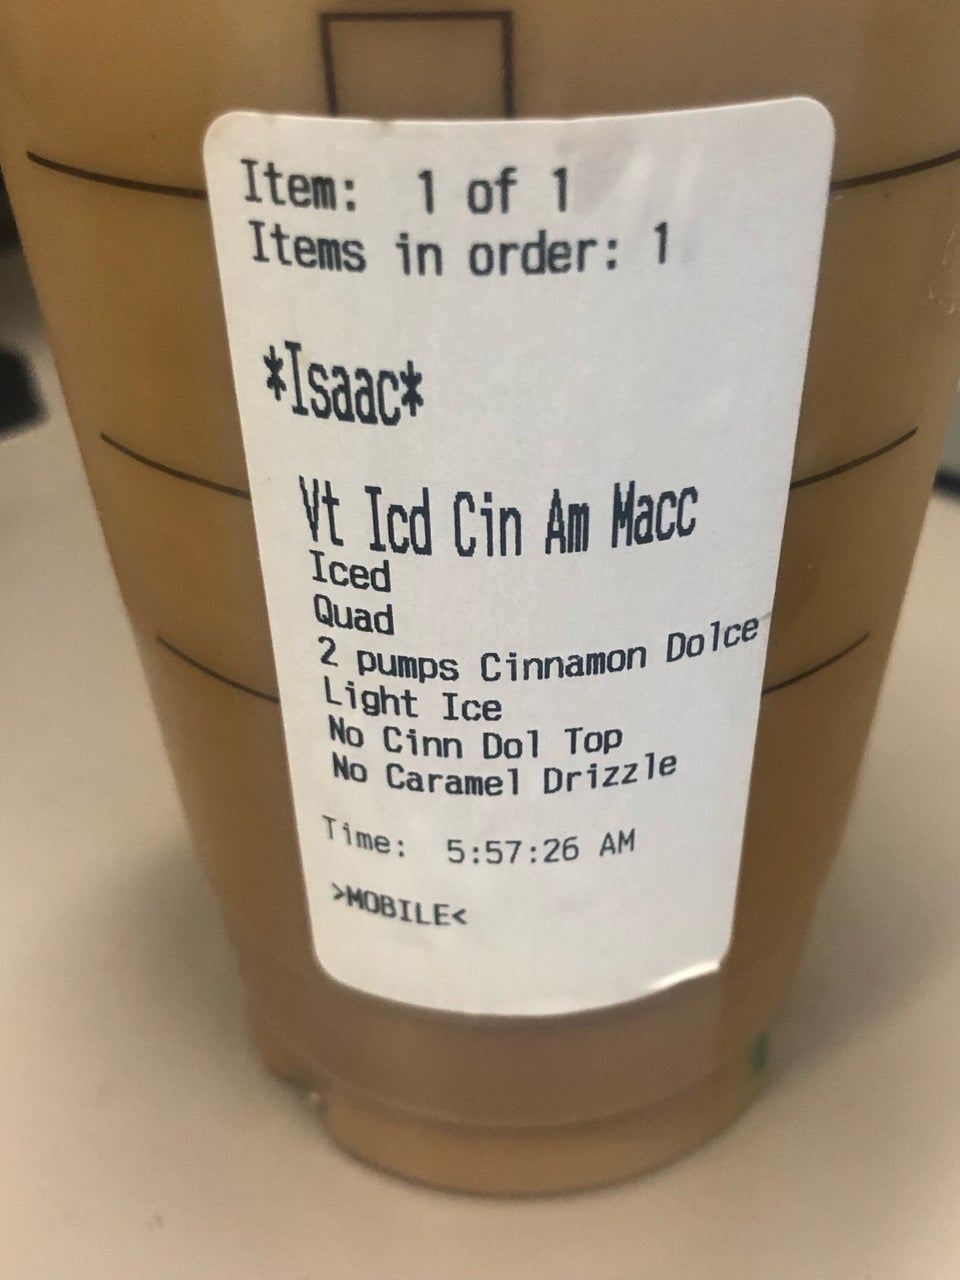 Item: 1 of 1
Items in order: 1
*Isaac*
Vt Icd Cin Am Macc
Iced
Quad
2 pumps Cinnamon Dolce
Light Ice
No Cinn Dol Top
No Caramel Drizzle
Time: 5:57:26 AM
>MOBILE<